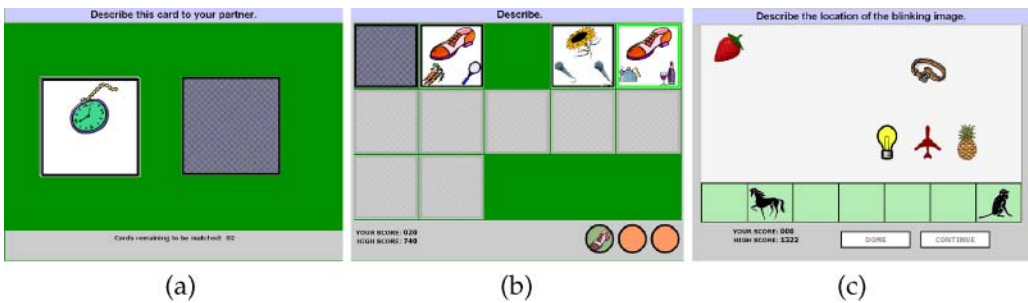 Describe this card to your partner.
Cards remaining to be matched: 02
(a)
Describe.
YOUR SCORE: 020
HIGH SCORE: 740
(b)
Describe the location of the blinking image.
YOUR SCORE: 000
HIGH SCORE: 1322
DONE
CONTINUE
(c)